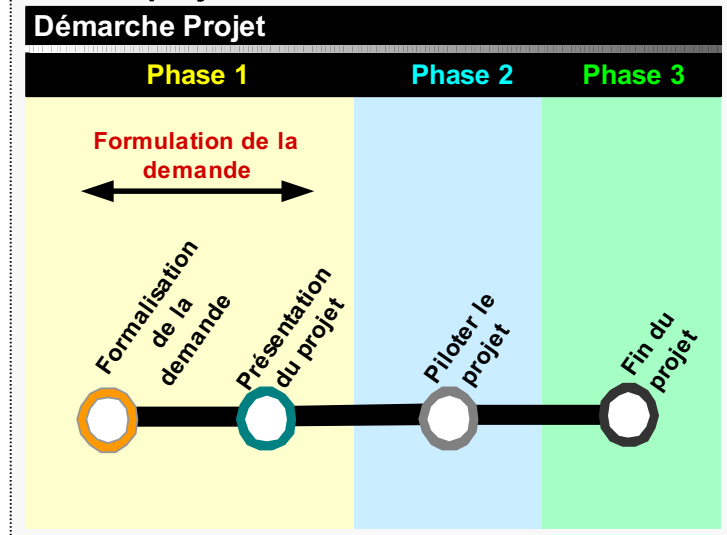 Démarche Projet
Phase 1
Phase 2
Phase 3
Formulation de la
demande
Formalisation
de la
demande
Présentation
du projet
Piloter le
projet
Fin du
projet